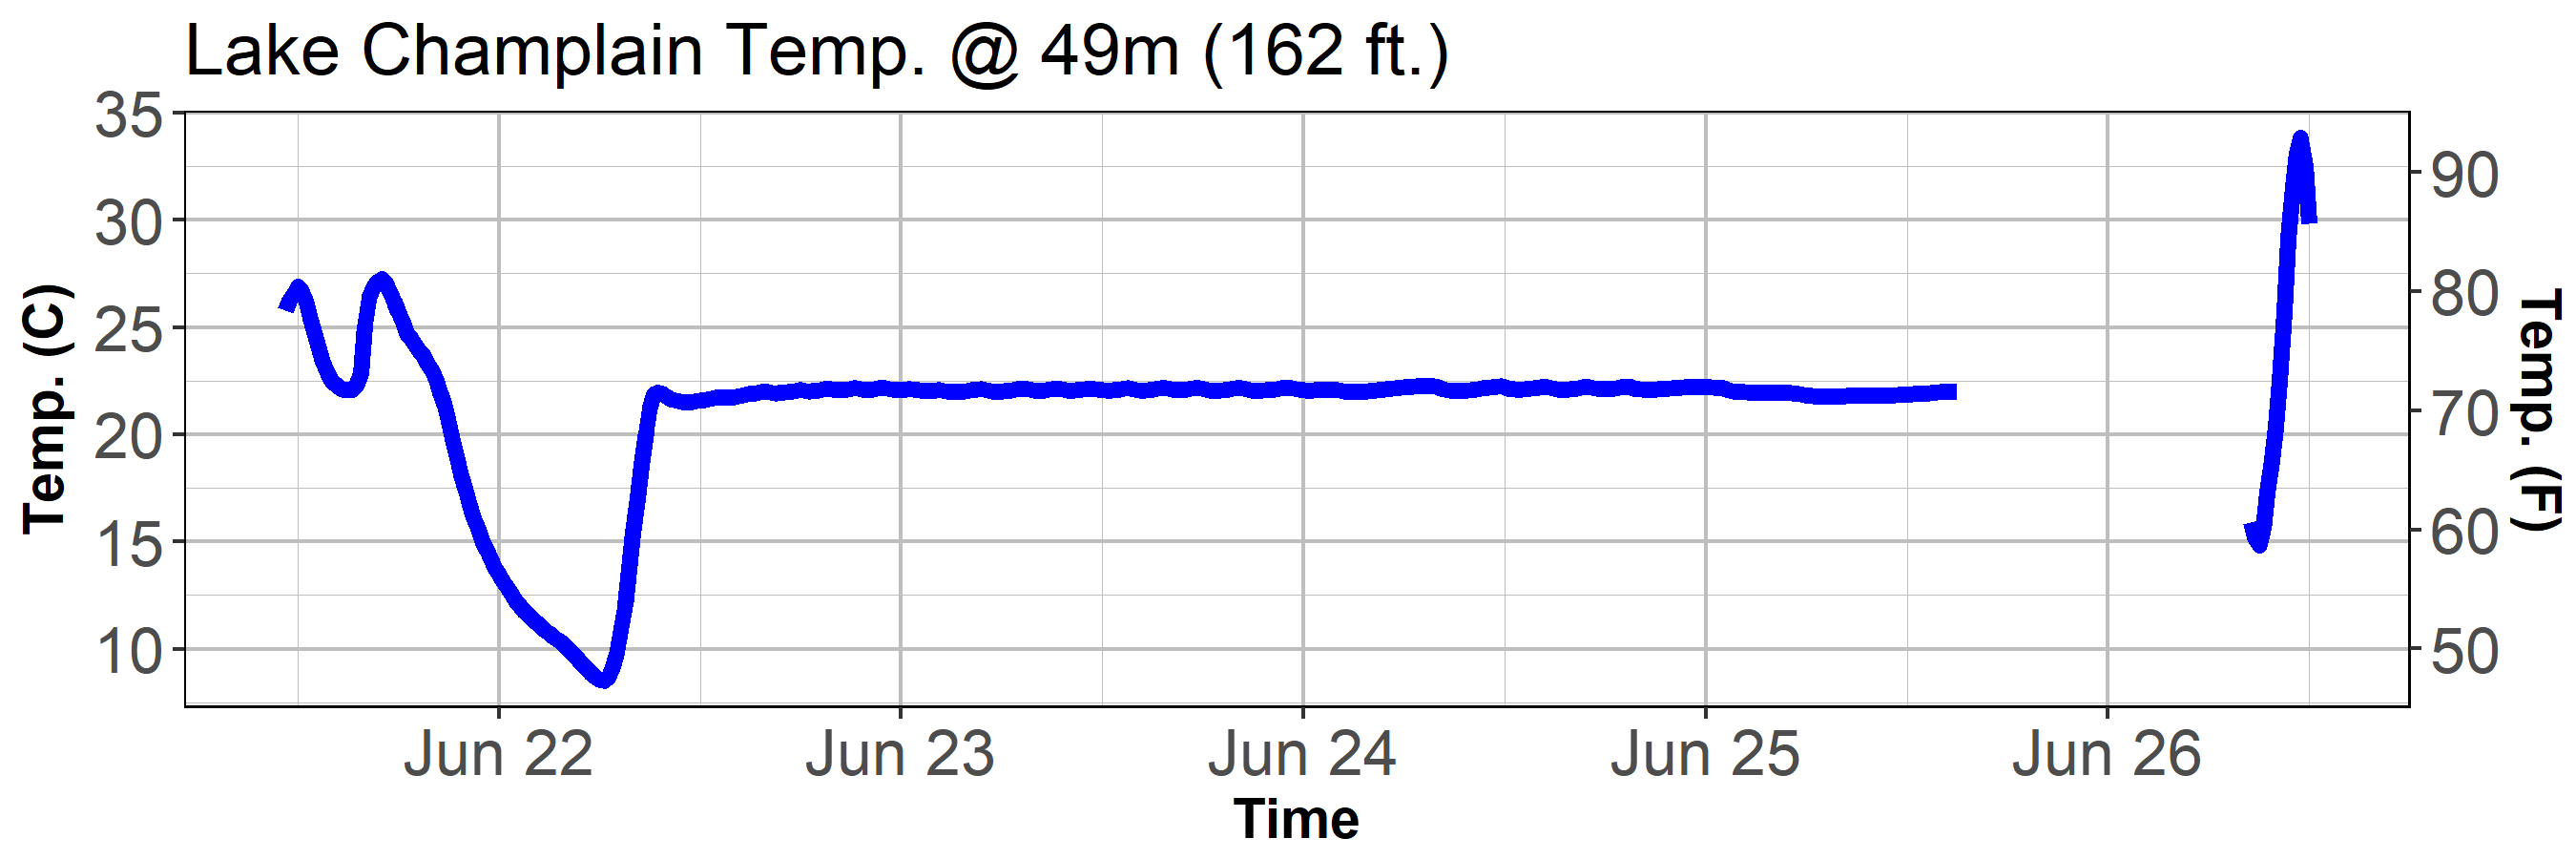 Lake Champlain Temp. @ 49m (162 ft.)
35
30
25
20
15
10
Temp. (C)
90
80
70
60
50
Temp. (F)
Jun 22 Jun 23 Jun 24 Jun 25 Jun 26
Time